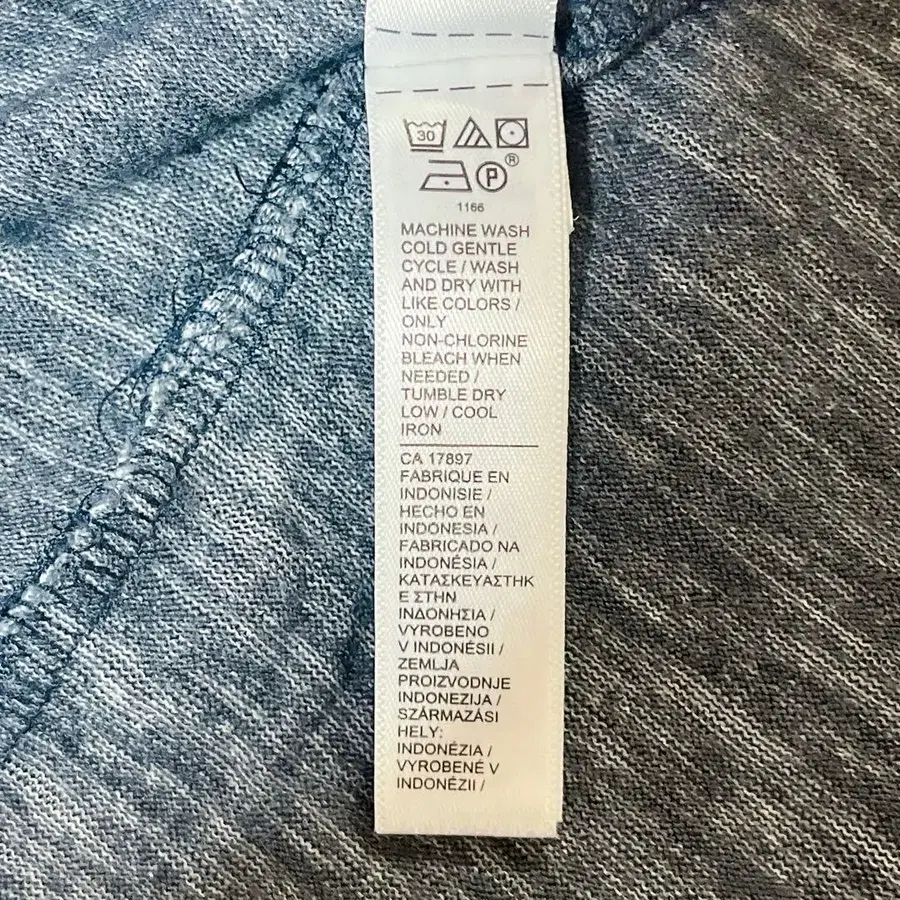 30
P ®
1166
MACHINE WASH
COLD GENTLE
CYCLE / WASH
AND DRY WITH
LIKE COLORS /
ONLY
NON-CHLORINE
BLEACH WHEN
NEEDED /
TUMBLE DRY
LOW / COOL
IRON
CA 17897
FABRIQUE EN
INDONISIE /
HECHO EN
INDONESIA /
FABRICADO NA
INDONÉSIA /
ΚΑΤΑΣΚΕΥΑΣΤΗΚ
Ε ΣΤΗΝ
ΙΝΔΟΝΗΣΙΑ /
VYROBENO
V INDONÉSII /
ZEMLJA
PROIZVODNJE
INDONEZIJA /
SZÁRMAZÁSI
HELY:
INDONÉZIA /
VYROBENÉ V
INDONÉZII /